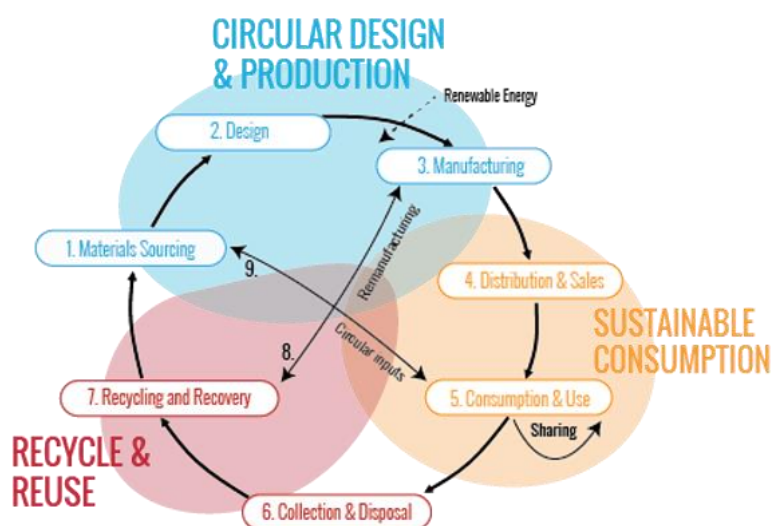 CIRCULAR DESIGN
& PRODUCTION
Renewable Energy
2. Design
3. Manufacturing
1. Materials Sourcing
9.
Remanufacturing
4. Distribution & Sales
SUSTAINABLE
CONSUMPTION
8.
Circular inputs
7. Recycling and Recovery
5. Consumption & Use
Sharing
RECYCLE &
REUSE
6. Collection & Disposal